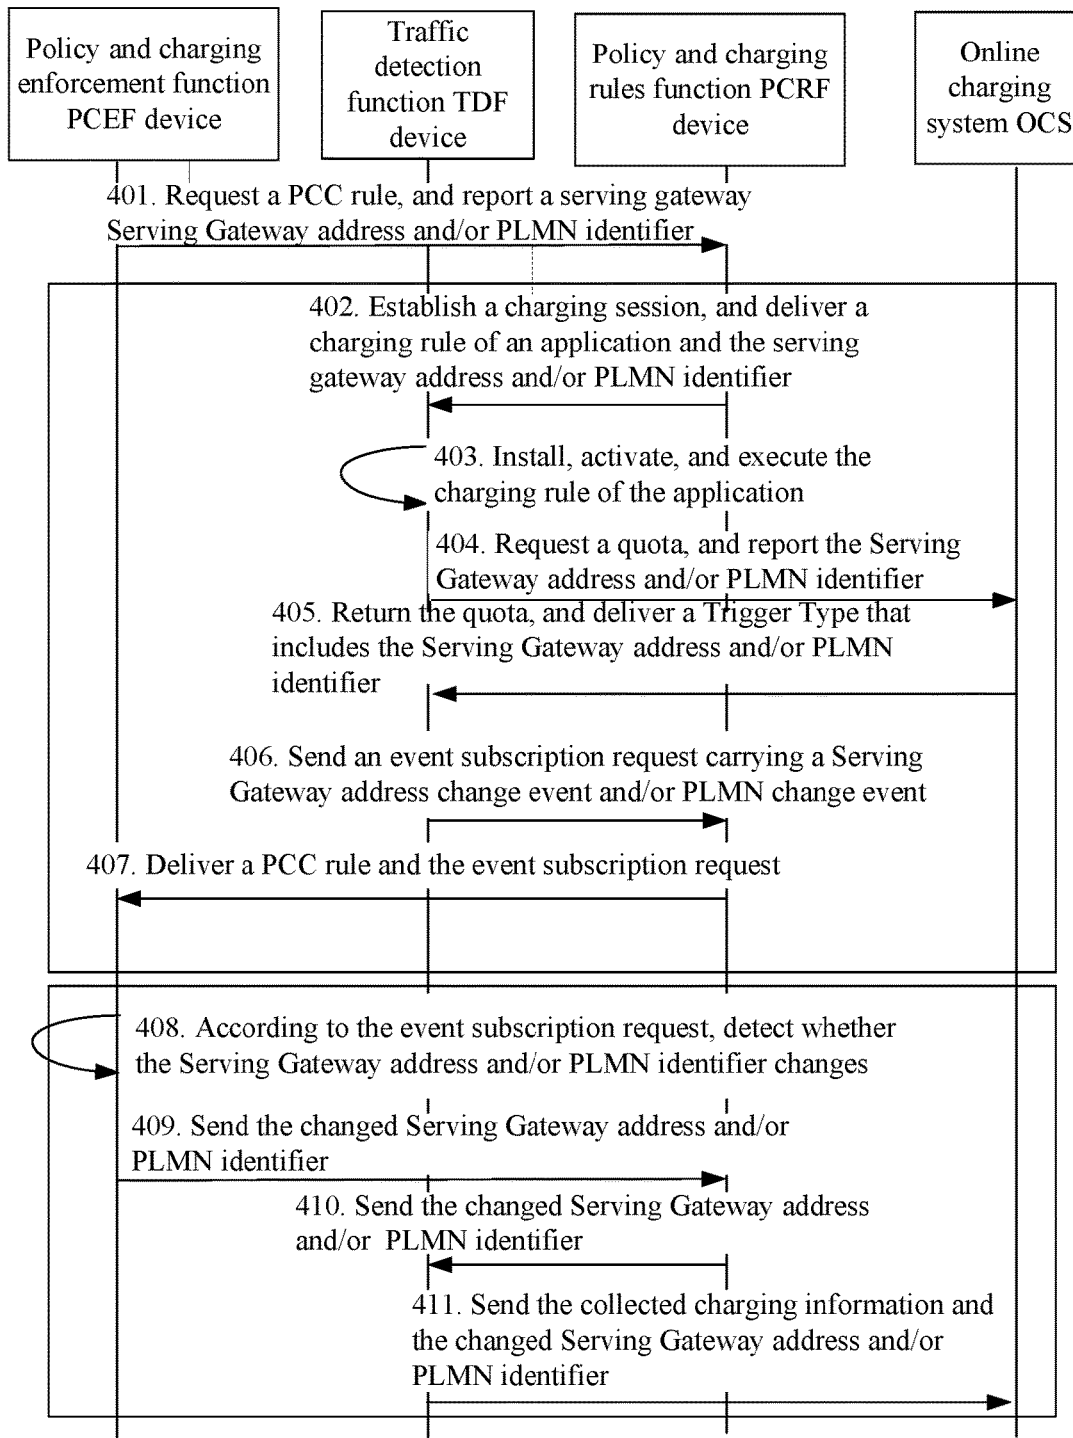 Policy and charging
enforcement function
PCEF device
Traffic
detection
function TDF
device
Policy and charging
rules function PCRF
device
Online
charging
system OCS
401. Request a PCC rule, and report a serving gateway
Serving Gateway address and/or PLMN identifier
402. Establish a charging session, and deliver a
charging rule of an application and the serving
gateway address and/or PLMN identifier
403. Install, activate, and execute the
charging rule of the application
404. Request a quota, and report the Serving
Gateway address and/or PLMN identifier
405. Return the quota, and deliver a Trigger Type that
includes the Serving Gateway address and/or PLMN
identifier
406. Send an event subscription request carrying a Serving
Gateway address change event and/or PLMN change event
407. Deliver a PCC rule and the event subscription request
408. According to the event subscription request, detect whether
the Serving Gateway address and/or PLMN identifier changes
409. Send the changed Serving Gateway address and/or
PLMN identifier
410. Send the changed Serving Gateway address
and/or PLMN identifier
411. Send the collected charging information and
the changed Serving Gateway address and/or
PLMN identifier